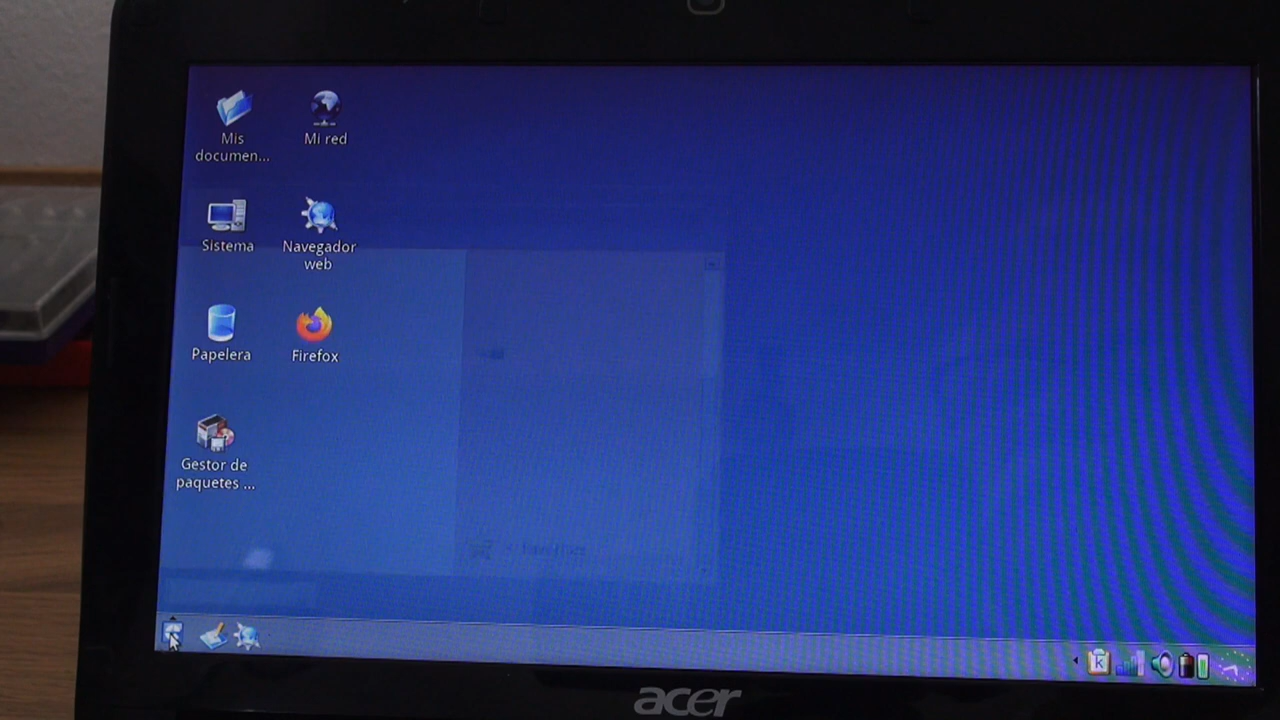 Mis
documen...
Mi red
Sistema
Navegador
web
Papelera
Firefox
Gestor de
paquetes ...
k
acer